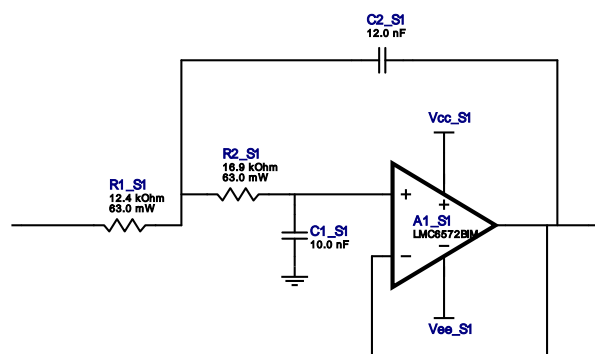 C2_S1
12.0 nF
Vcc_S1
R2_S1
16.9 kOhm
63.0 mW
R1_S1
12.4 kOhm
63.0 mW
+
+
A1_S1
LMC6572BIM
C1_S1
10.0 nF
−
−
Vee_S1